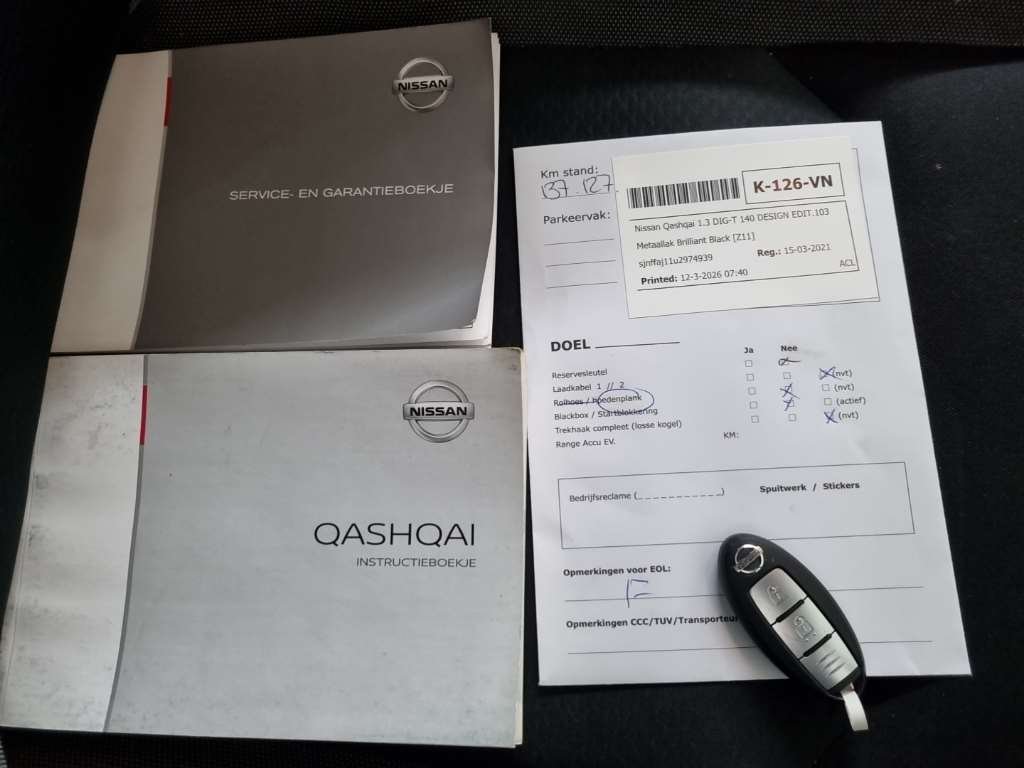 NISSAN
SERVICE- EN GARANTIEBOEKJE
NISSAN
QASHQAI
INSTRUCTIEBOEKJE
Km stand:
137.127
Parkeervak:
K-126-VN
Nissan Qashqai 1.3 DIG-T 140 DESIGN EDIT.103
Metaallak Brilliant Black [Z11]
sjnffaj11u2974939
Reg.: 15-03-2021
Printed: 12-3-2026 07:40
ACL
DOEL
Ja Nee
Reservesleutel
Laadkabel 1 // 2 (nvt)
Rolhoes / hoedenplank (nvt)
Blackbox / Startblokkering (actief)
Trekhaak compleet (losse kogel) (nvt)
Range Accu EV. KM:
Bedrijfsreclame (___________)
Spuitwerk / Stickers
Opmerkingen voor EOL:
Opmerkingen CCC/TUV/Transporteur